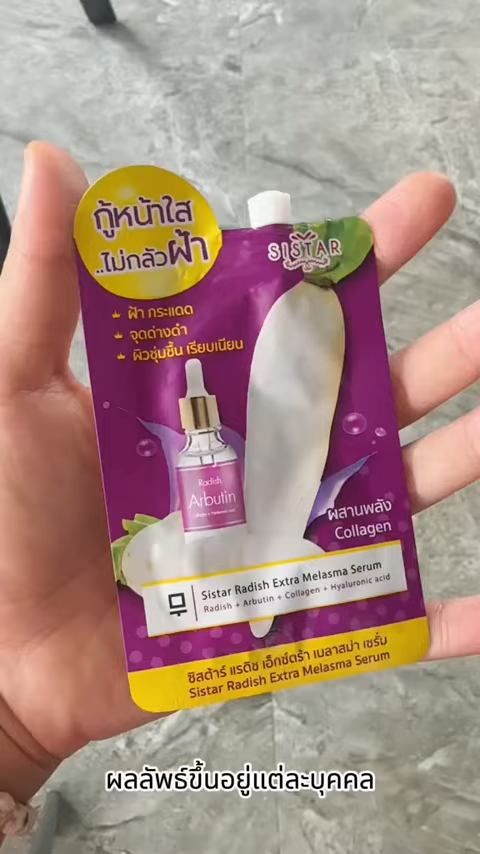 กู้หน้าใส
..ไม่กลัวฝ้า
SISTAR
ฝ้า กระแดด
จุดด่างดำ
ผิวชุ่มชื้น เรียบเนียน
Radish
Arbutin
ผสานพลัง
Collagen
Sistar Radish Extra Melasma Serum
Radish + Arbutin + Collagen + Hyaluronic acid
ซิสต้าร์ แรดิช เอ็กซ์ตร้า เมลาสม่า เซรั่ม
Sistar Radish Extra Melasma Serum
ผลลัพธ์ขึ้นอยู่แต่ละบุคคล